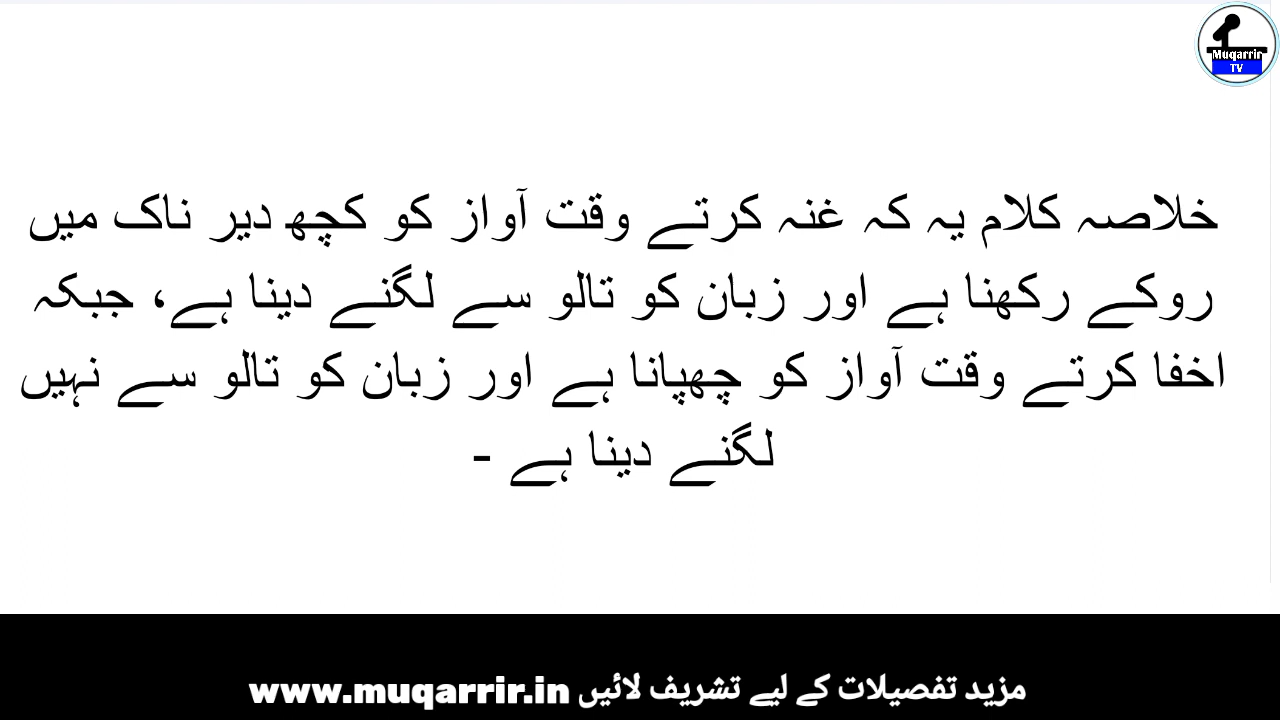 Muqarrir
TV
خلاصہ کلام یہ کہ غنہ کرتے وقت آواز کو کچھ دیر ناک میں
روکے رکھنا ہے اور زبان کو تالو سے لگنے دینا ہے، جبکہ
اخفا کرتے وقت آواز کو چھپانا ہے اور زبان کو تالو سے نہیں
لگنے دینا ہے -
مزید تفصیلات کے لیے تشریف لائیں www.muqarrir.in